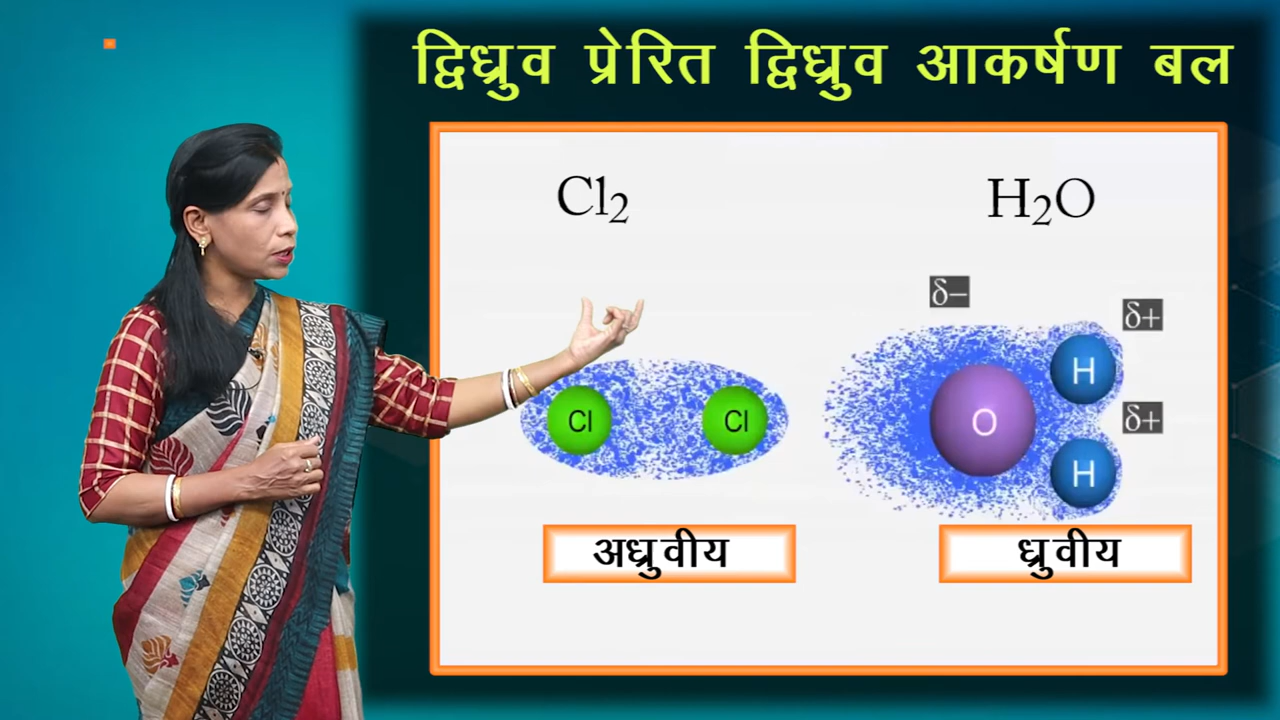 द्विध्रुव प्रेरित द्विध्रुव आकर्षण बल
Cl₂ H₂O
δ− δ+
Cl Cl O H
δ+
H
अध्रुवीय ध्रुवीय